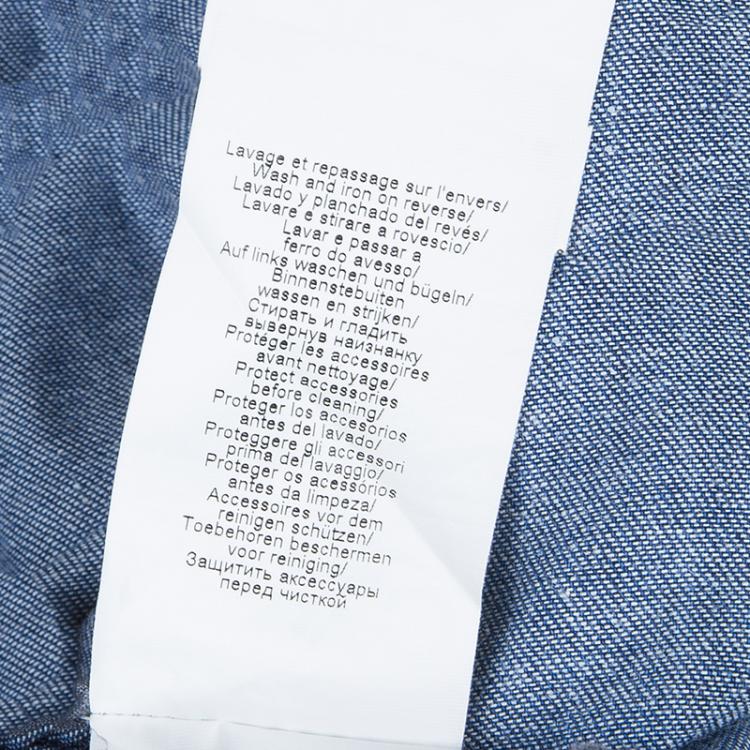 Lavage et repassage sur l'envers/
Wash and iron on reverse/
Lavado y planchado del revés/
Lavare e stirare a rovescio/
Lavar e passar a
ferro do avesso/
Auf links waschen und bügeln/
Binnenstebuiten
wassen en strijken/
Стирать и гладить
вывернув наизнанку
Protéger les accessoires
avant nettoyage/
Protect accessories
before cleaning/
Proteger los accesorios
antes del lavado/
Proteggere gli accessori
prima del lavaggio/
Proteger os acessórios
antes da limpeza/
Accessoires vor dem
reinigen schützen/
Toebehoren beschermen
voor reiniging/
Защитить аксессуары
перед чисткой